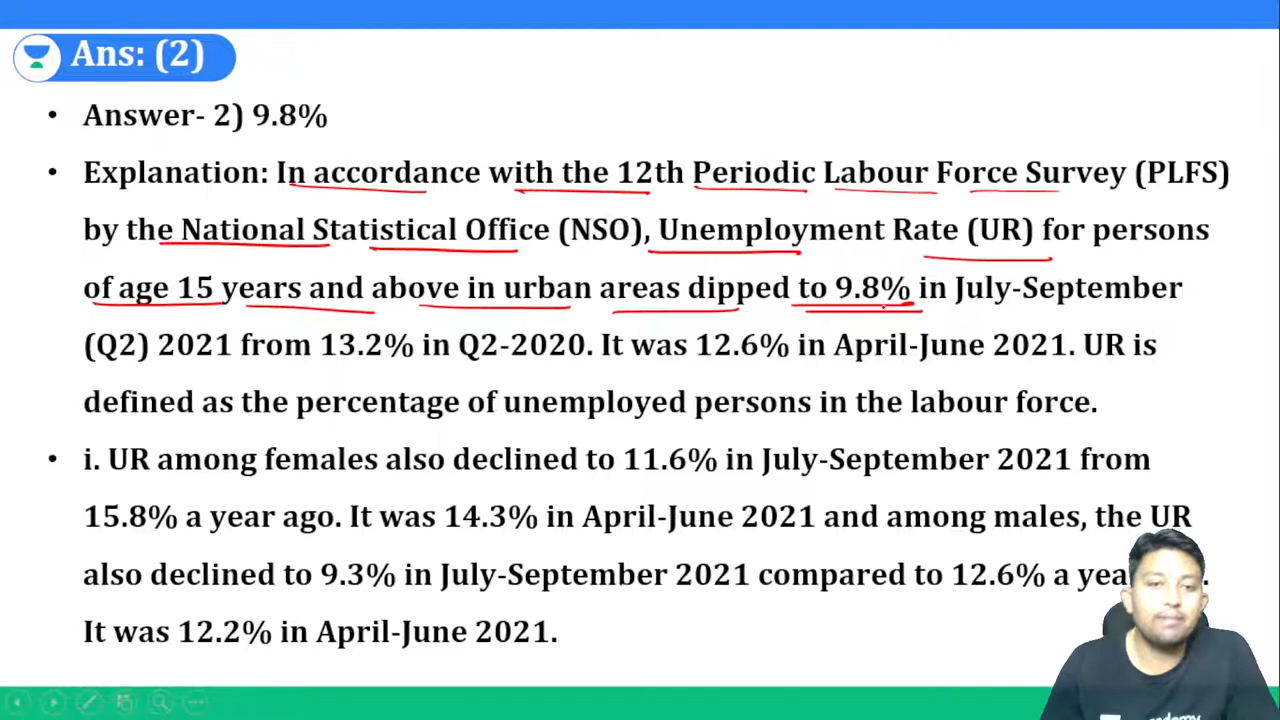 Ans: (2)
• Answer- 2) 9.8%
• Explanation: In accordance with the 12th Periodic Labour Force Survey (PLFS)
by the National Statistical Office (NSO), Unemployment Rate (UR) for persons
of age 15 years and above in urban areas dipped to 9.8% in July-September
(Q2) 2021 from 13.2% in Q2-2020. It was 12.6% in April-June 2021. UR is
defined as the percentage of unemployed persons in the labour force.
• i. UR among females also declined to 11.6% in July-September 2021 from
15.8% a year ago. It was 14.3% in April-June 2021 and among males, the UR
also declined to 9.3% in July-September 2021 compared to 12.6% a
It was 12.2% in April-June 2021.